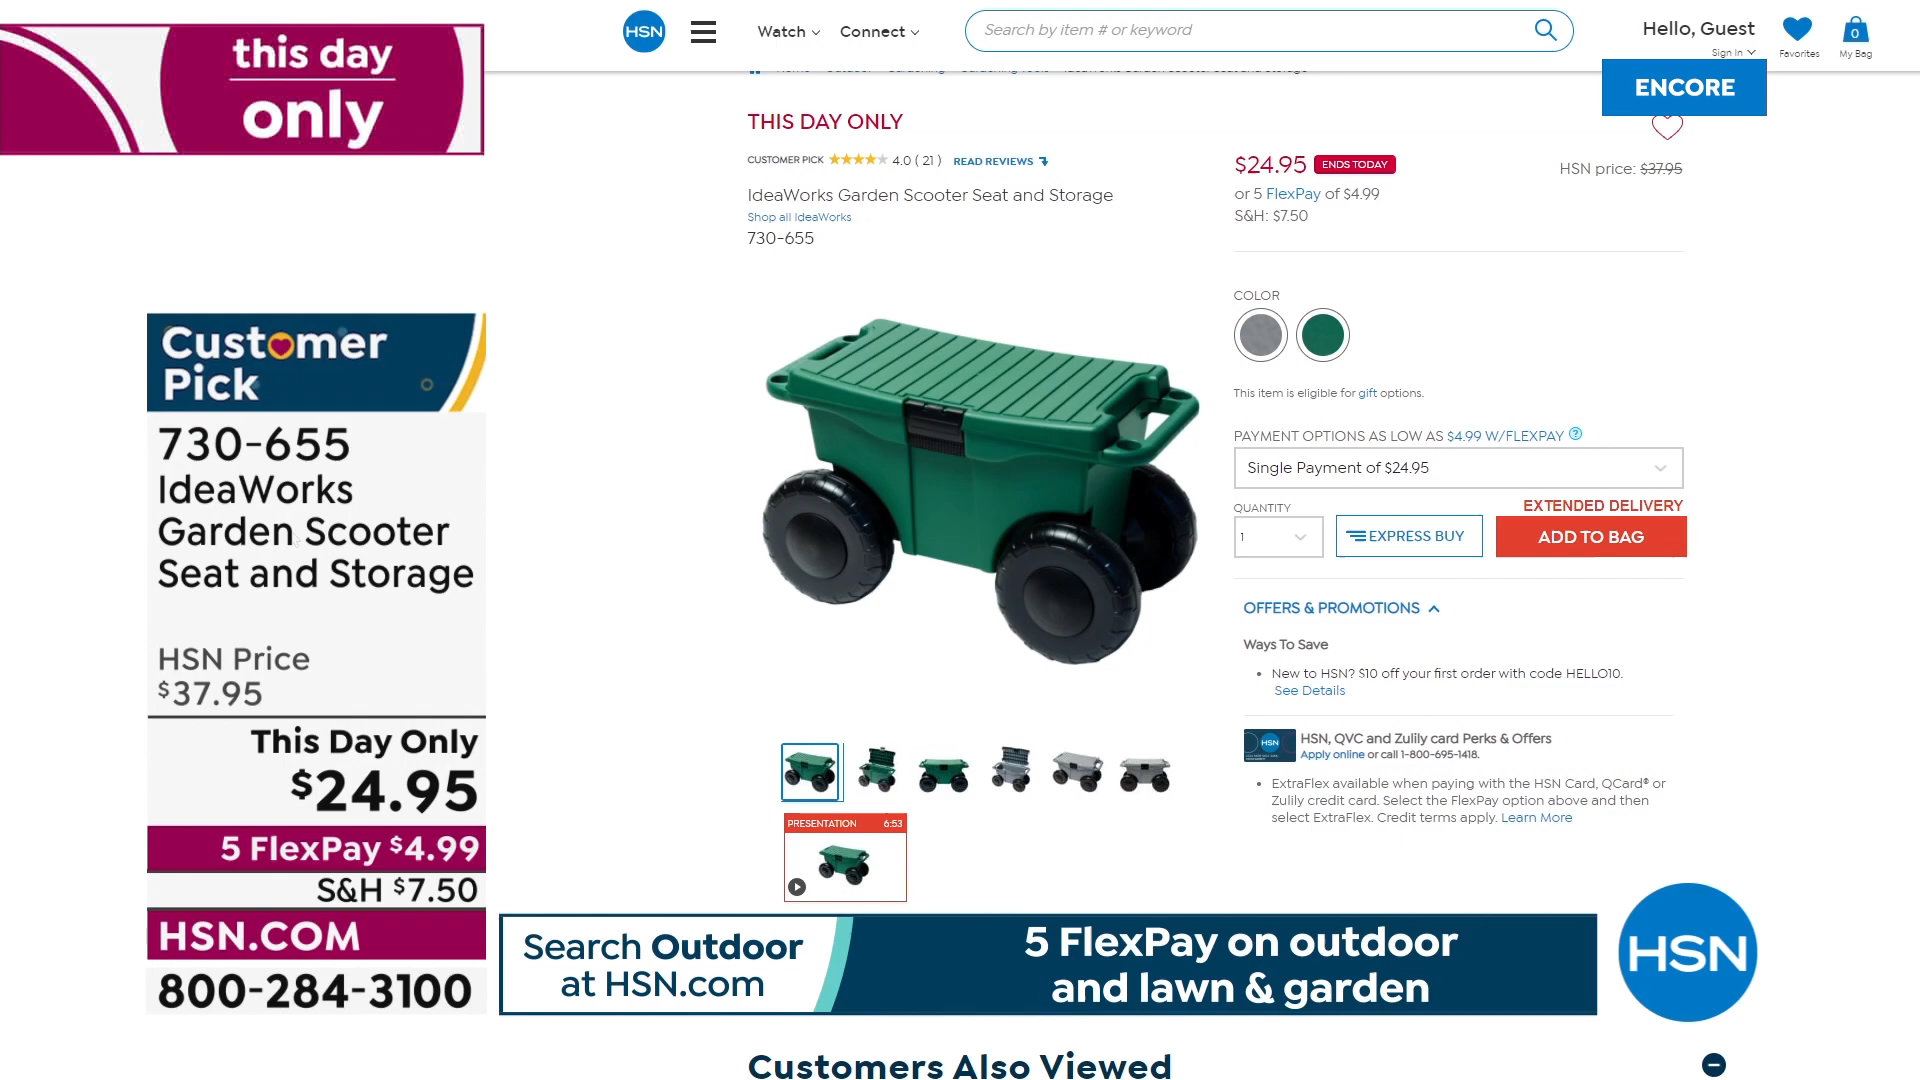 this day
only
HSN
Watch
Connect
Search by item # or keyword
Hello, Guest
Sign In
Favorites
0
My Bag
ENCORE
THIS DAY ONLY
CUSTOMER PICK 4.0 ( 21 ) READ REVIEWS
IdeaWorks Garden Scooter Seat and Storage
Shop all IdeaWorks
730-655
$24.95 ENDS TODAY
HSN price: $37.95
or 5 FlexPay of $4.99
S&H: $7.50
COLOR
This item is eligible for gift options.
PAYMENT OPTIONS AS LOW AS $4.99 W/FLEXPAY ?
Single Payment of $24.95
QUANTITY
EXTENDED DELIVERY
1
EXPRESS BUY
ADD TO BAG
OFFERS & PROMOTIONS
Ways To Save
• New to HSN? $10 off your first order with code HELLO10.
See Details
HSN
HSN, QVC and Zulily card Perks & Offers
Apply online or call 1-800-695-1418.
• ExtraFlex available when paying with the HSN Card, QCard® or
Zulily credit card. Select the FlexPay option above and then
select ExtraFlex. Credit terms apply. Learn More
PRESENTATION 6:53
Customer
Pick
730-655
IdeaWorks
Garden Scooter
Seat and Storage
HSN Price
$37.95
This Day Only
$24.95
5 FlexPay $4.99
S&H $7.50
HSN.COM
800-284-3100
Search Outdoor
at HSN.com
5 FlexPay on outdoor
and lawn & garden
HSN
Customers Also Viewed